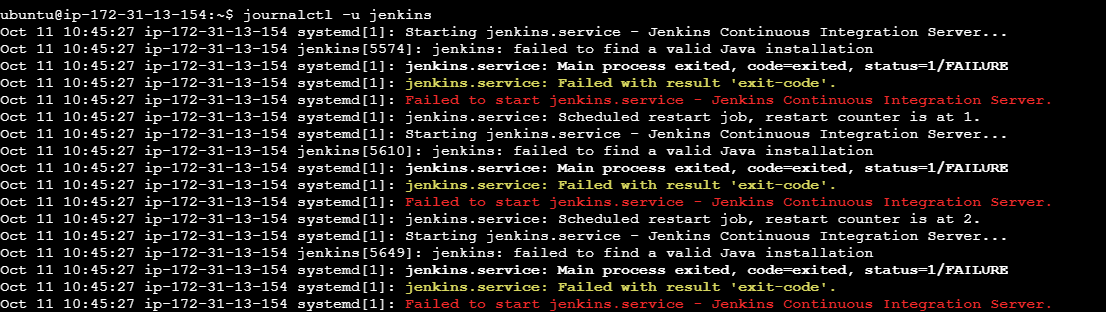 ubuntu@ip-172-31-13-154:~$ journalctl -u jenkins
Oct 11 10:45:27 ip-172-31-13-154 systemd[1]: Starting jenkins.service - Jenkins Continuous Integration Server...
Oct 11 10:45:27 ip-172-31-13-154 jenkins[5574]: jenkins: failed to find a valid Java installation
Oct 11 10:45:27 ip-172-31-13-154 systemd[1]: jenkins.service: Main process exited, code=exited, status=1/FAILURE
Oct 11 10:45:27 ip-172-31-13-154 systemd[1]: jenkins.service: Failed with result 'exit-code'.
Oct 11 10:45:27 ip-172-31-13-154 systemd[1]: Failed to start jenkins.service - Jenkins Continuous Integration Server.
Oct 11 10:45:27 ip-172-31-13-154 systemd[1]: jenkins.service: Scheduled restart job, restart counter is at 1.
Oct 11 10:45:27 ip-172-31-13-154 systemd[1]: Starting jenkins.service - Jenkins Continuous Integration Server...
Oct 11 10:45:27 ip-172-31-13-154 jenkins[5610]: jenkins: failed to find a valid Java installation
Oct 11 10:45:27 ip-172-31-13-154 systemd[1]: jenkins.service: Main process exited, code=exited, status=1/FAILURE
Oct 11 10:45:27 ip-172-31-13-154 systemd[1]: jenkins.service: Failed with result 'exit-code'.
Oct 11 10:45:27 ip-172-31-13-154 systemd[1]: Failed to start jenkins.service - Jenkins Continuous Integration Server.
Oct 11 10:45:27 ip-172-31-13-154 systemd[1]: jenkins.service: Scheduled restart job, restart counter is at 2.
Oct 11 10:45:27 ip-172-31-13-154 systemd[1]: Starting jenkins.service - Jenkins Continuous Integration Server...
Oct 11 10:45:27 ip-172-31-13-154 jenkins[5649]: jenkins: failed to find a valid Java installation
Oct 11 10:45:27 ip-172-31-13-154 systemd[1]: jenkins.service: Main process exited, code=exited, status=1/FAILURE
Oct 11 10:45:27 ip-172-31-13-154 systemd[1]: jenkins.service: Failed with result 'exit-code'.
Oct 11 10:45:27 ip-172-31-13-154 systemd[1]: Failed to start jenkins.service - Jenkins Continuous Integration Server.